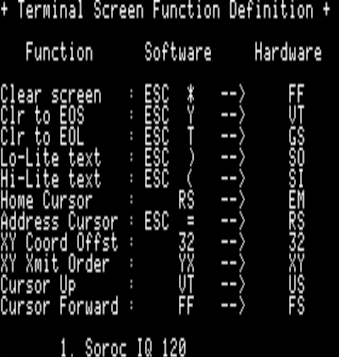 + Terminal Screen Function Definition +
Function Software Hardware
Clear screen : ESC * --> FF
Clr to EOS : ESC Y --> VT
Clr to EOL : ESC T --> GS
Lo-Lite text : ESC ) --> SO
Hi-Lite text : ESC ( --> SI
Home Cursor : RS --> EM
Address Cursor : ESC = --> RS
XY Coord Offst : 32 --> 32
XY Xmit Order : YX --> XY
Cursor Up : VT --> US
Cursor Forward : FF --> FS
1. Soroc IQ 120